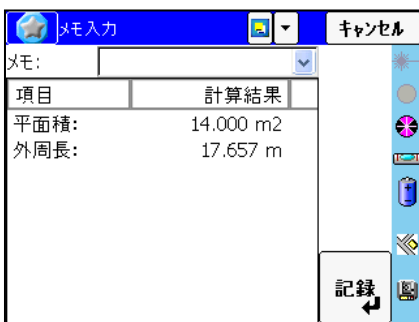 メモ入力
キャンセル
メモ:
項目 計算結果
平面積: 14.000 m2
外周長: 17.657 m
記録